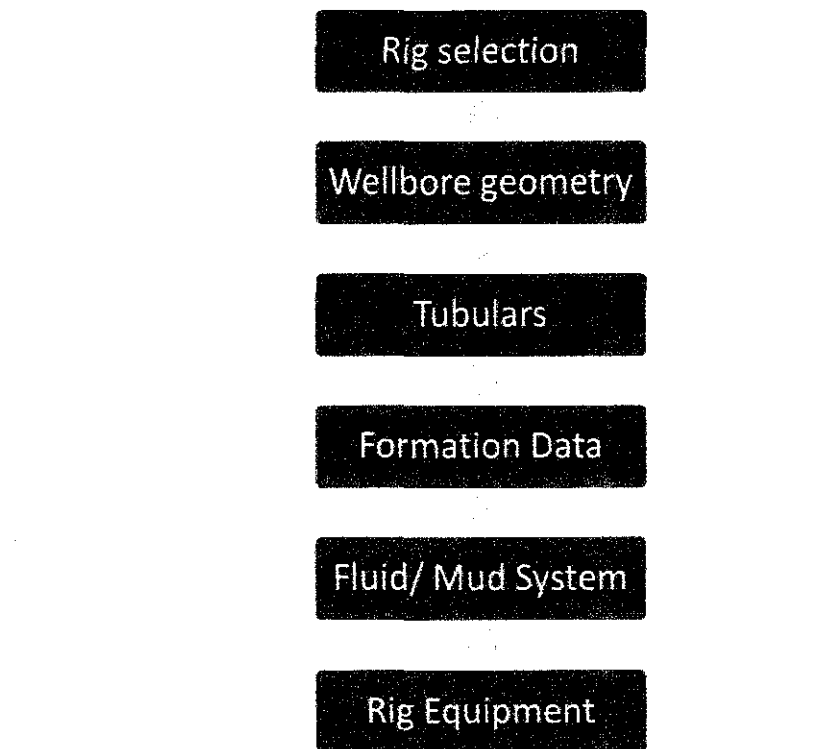 Rig selection
Wellbore geometry
Tubulars
Formation Data
Fluid/ Mud System
Rig Equipment